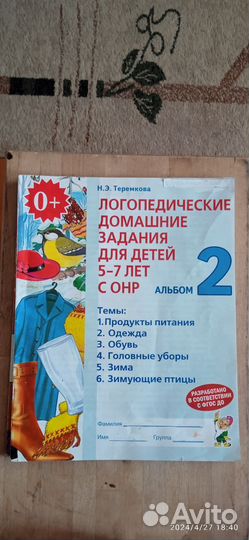 Н.Э. Теремкова
0+
ЛОГОПЕДИЧЕСКИЕ
ДОМАШНИЕ
ЗАДАНИЯ
ДЛЯ ДЕТЕЙ
5–7 ЛЕТ
С ОНР АЛЬБОМ 2
Темы:
1.Продукты питания
2. Одежда
3. Обувь
4. Головные уборы
5. Зима
6. Зимующие птицы
РАЗРАБОТАНО
В СООТВЕТСТВИИ
С ФГОС ДО
Фамилия
Имя Группа
Avito
2024/4/27 18:40